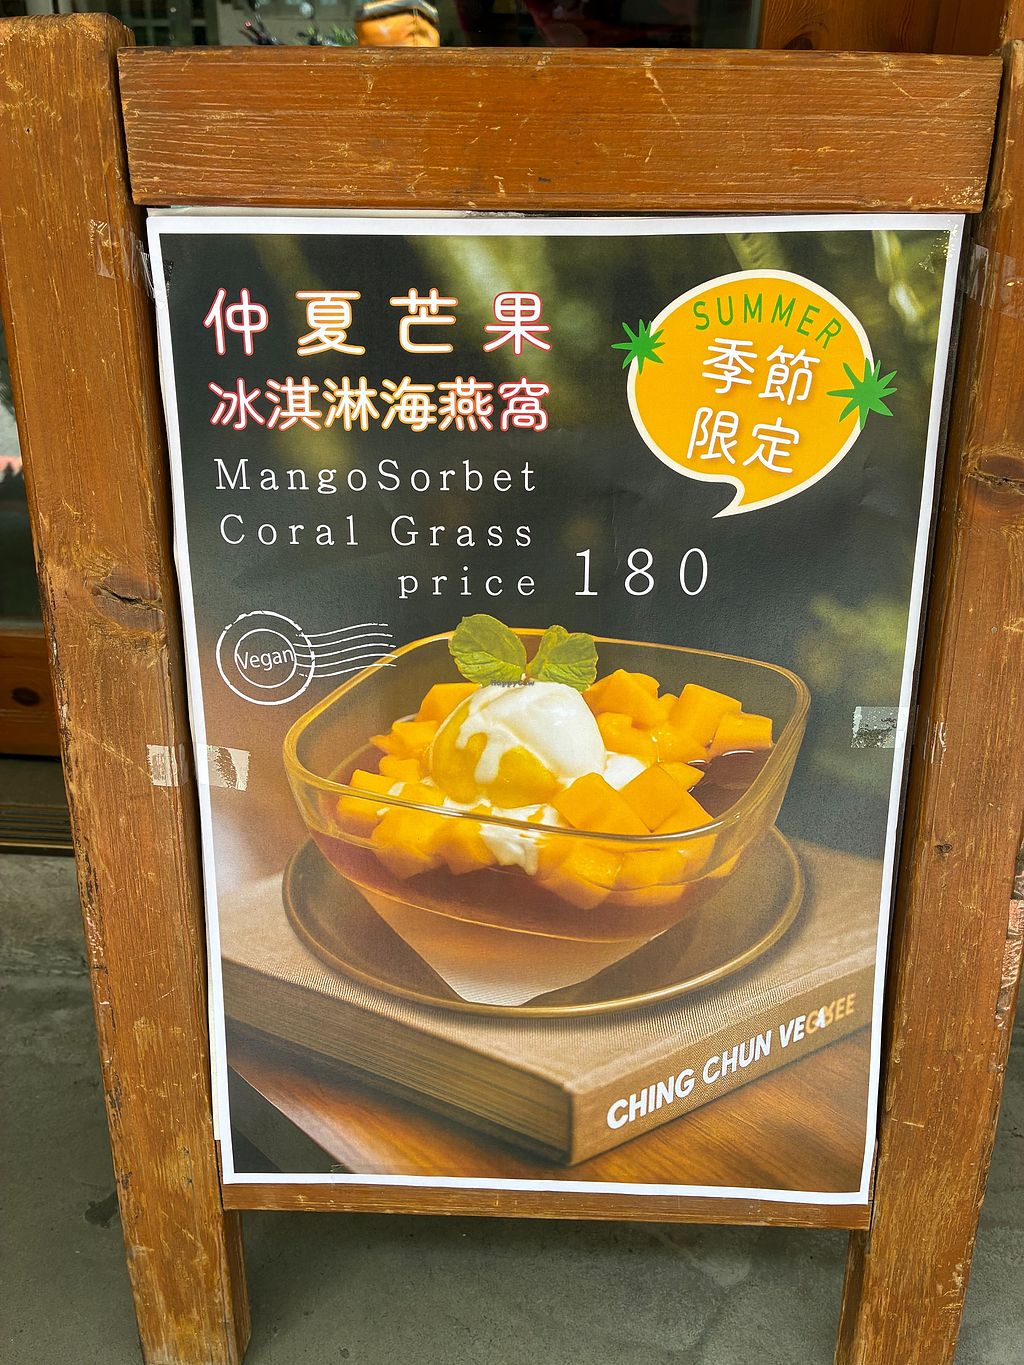 仲夏芒果
冰淇淋海燕窩
MangoSorbet
Coral Grass
price 180
SUMMER
季節
限定
Vegan
HappyCow
CHING CHUN